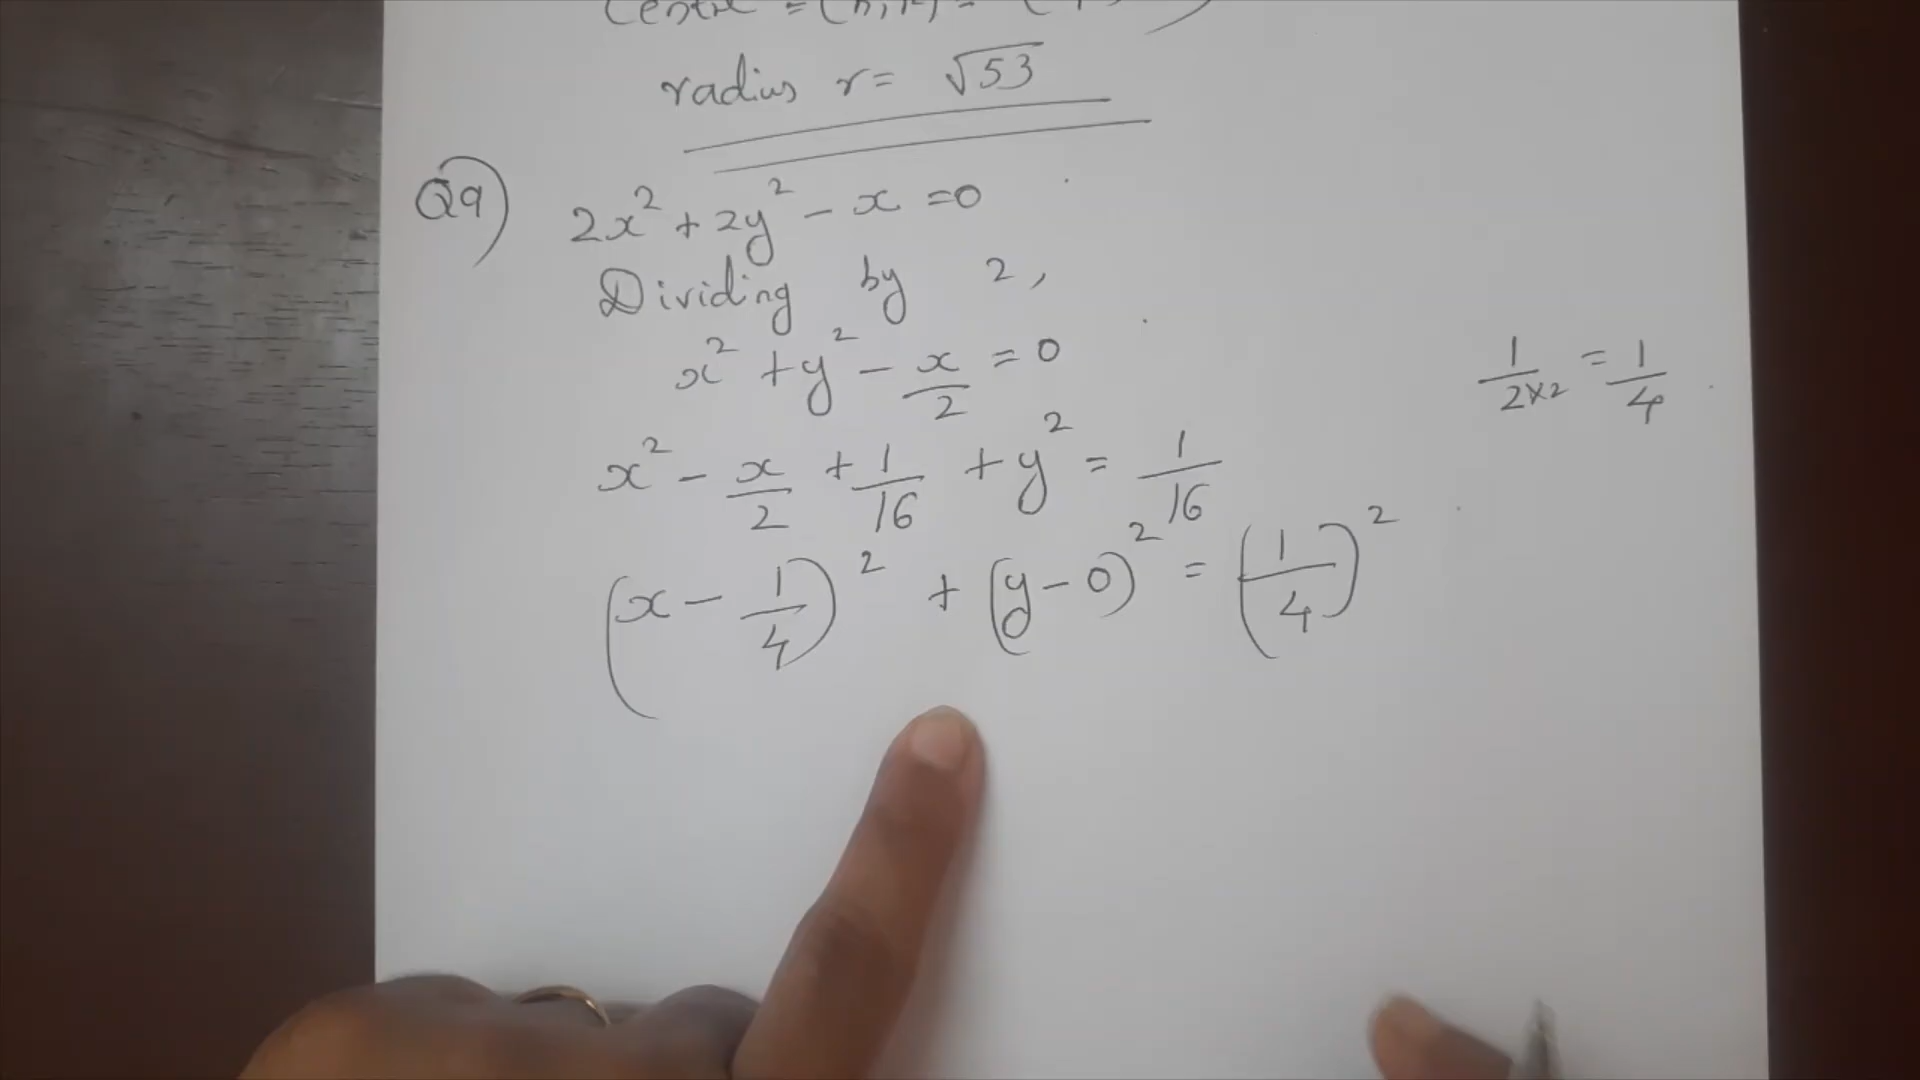 Centre = (h, k) = (
radius r = √53
Q9) 2x² + 2y² - x = 0
Dividing by 2,
x² + y² - x/2 = 0
1/2×2 = 1/4
x² - x/2 + 1/16 + y² = 1/16
(x - 1/4)² + (y - 0)² = (1/4)²